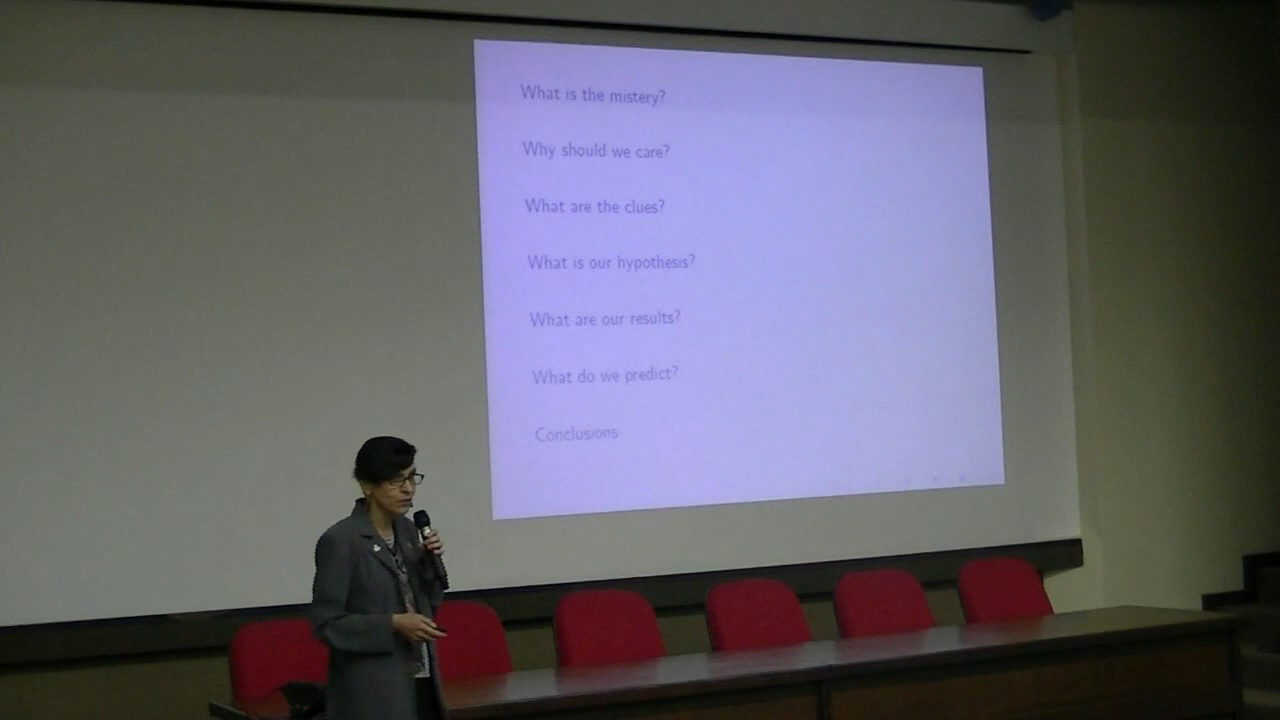 What is the mistery?
Why should we care?
What are the clues?
What is our hypothesis?
What are our results?
What do we predict?
Conclusions